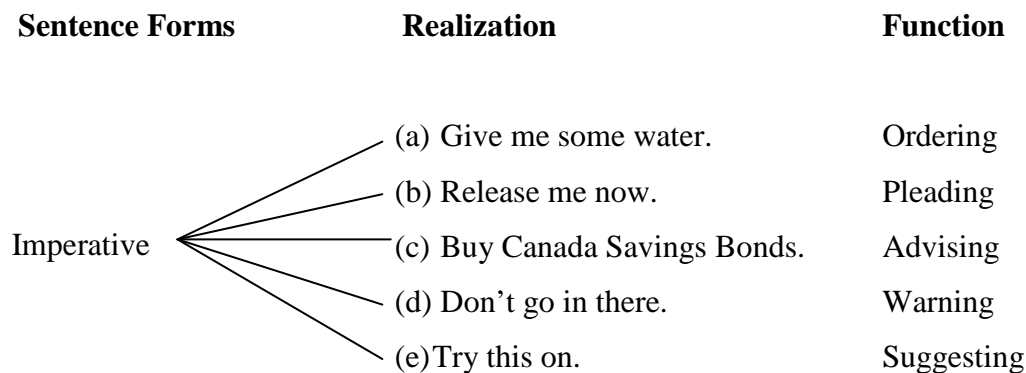 Sentence Forms Realization Function
(a) Give me some water. Ordering
(b) Release me now. Pleading
Imperative (c) Buy Canada Savings Bonds. Advising
(d) Don’t go in there. Warning
(e)Try this on. Suggesting